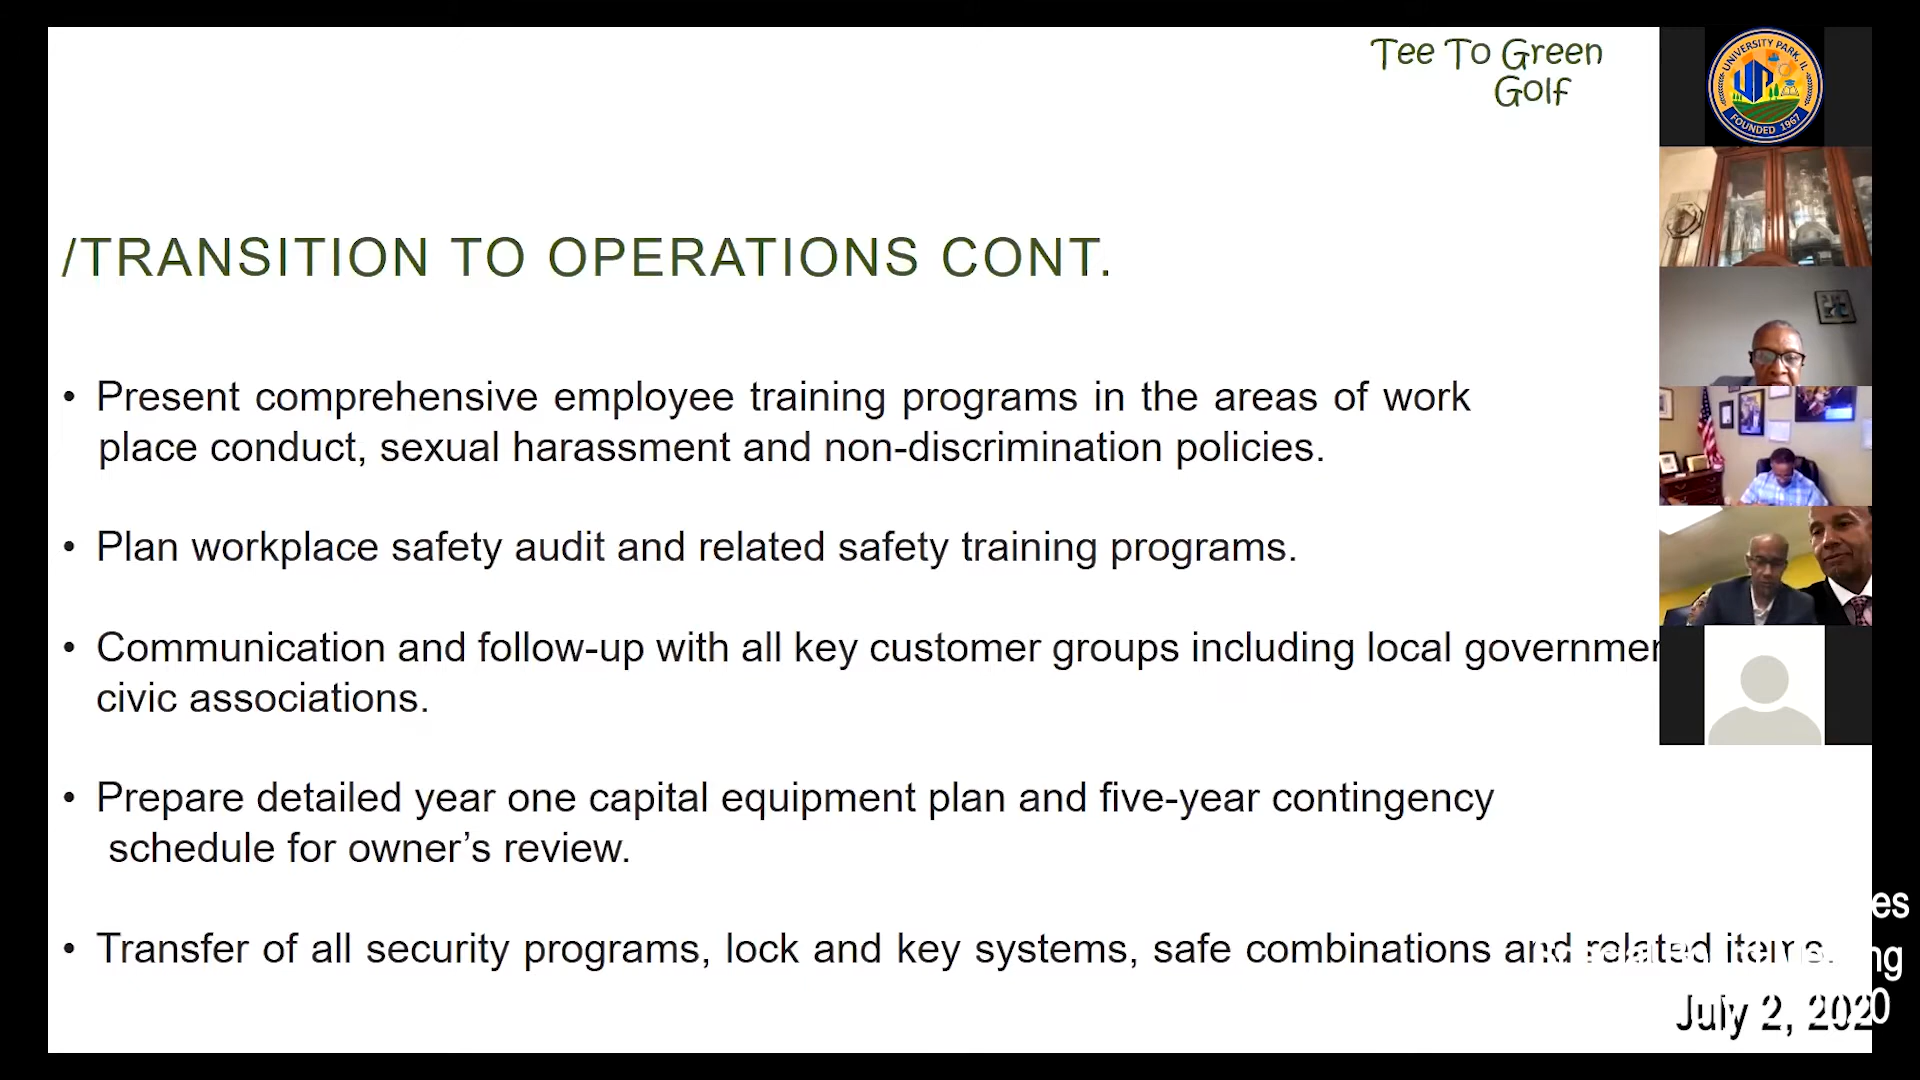 Tee To Green
Golf
UNIVERSITY PARK, IL
UP
FOUNDED 1967
/TRANSITION TO OPERATIONS CONT.
• Present comprehensive employee training programs in the areas of work
place conduct, sexual harassment and non-discrimination policies.
• Plan workplace safety audit and related safety training programs.
• Communication and follow-up with all key customer groups including local
civic associations.
• Prepare detailed year one capital equipment plan and five-year contingency
schedule for owner’s review.
• Transfer of all security programs, lock and key systems, safe combinations and related items.
July 2, 2020